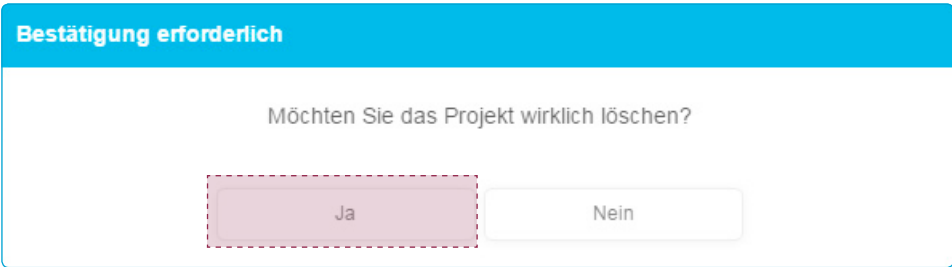 Bestätigung erforderlich
Möchten Sie das Projekt wirklich löschen?
Ja
Nein